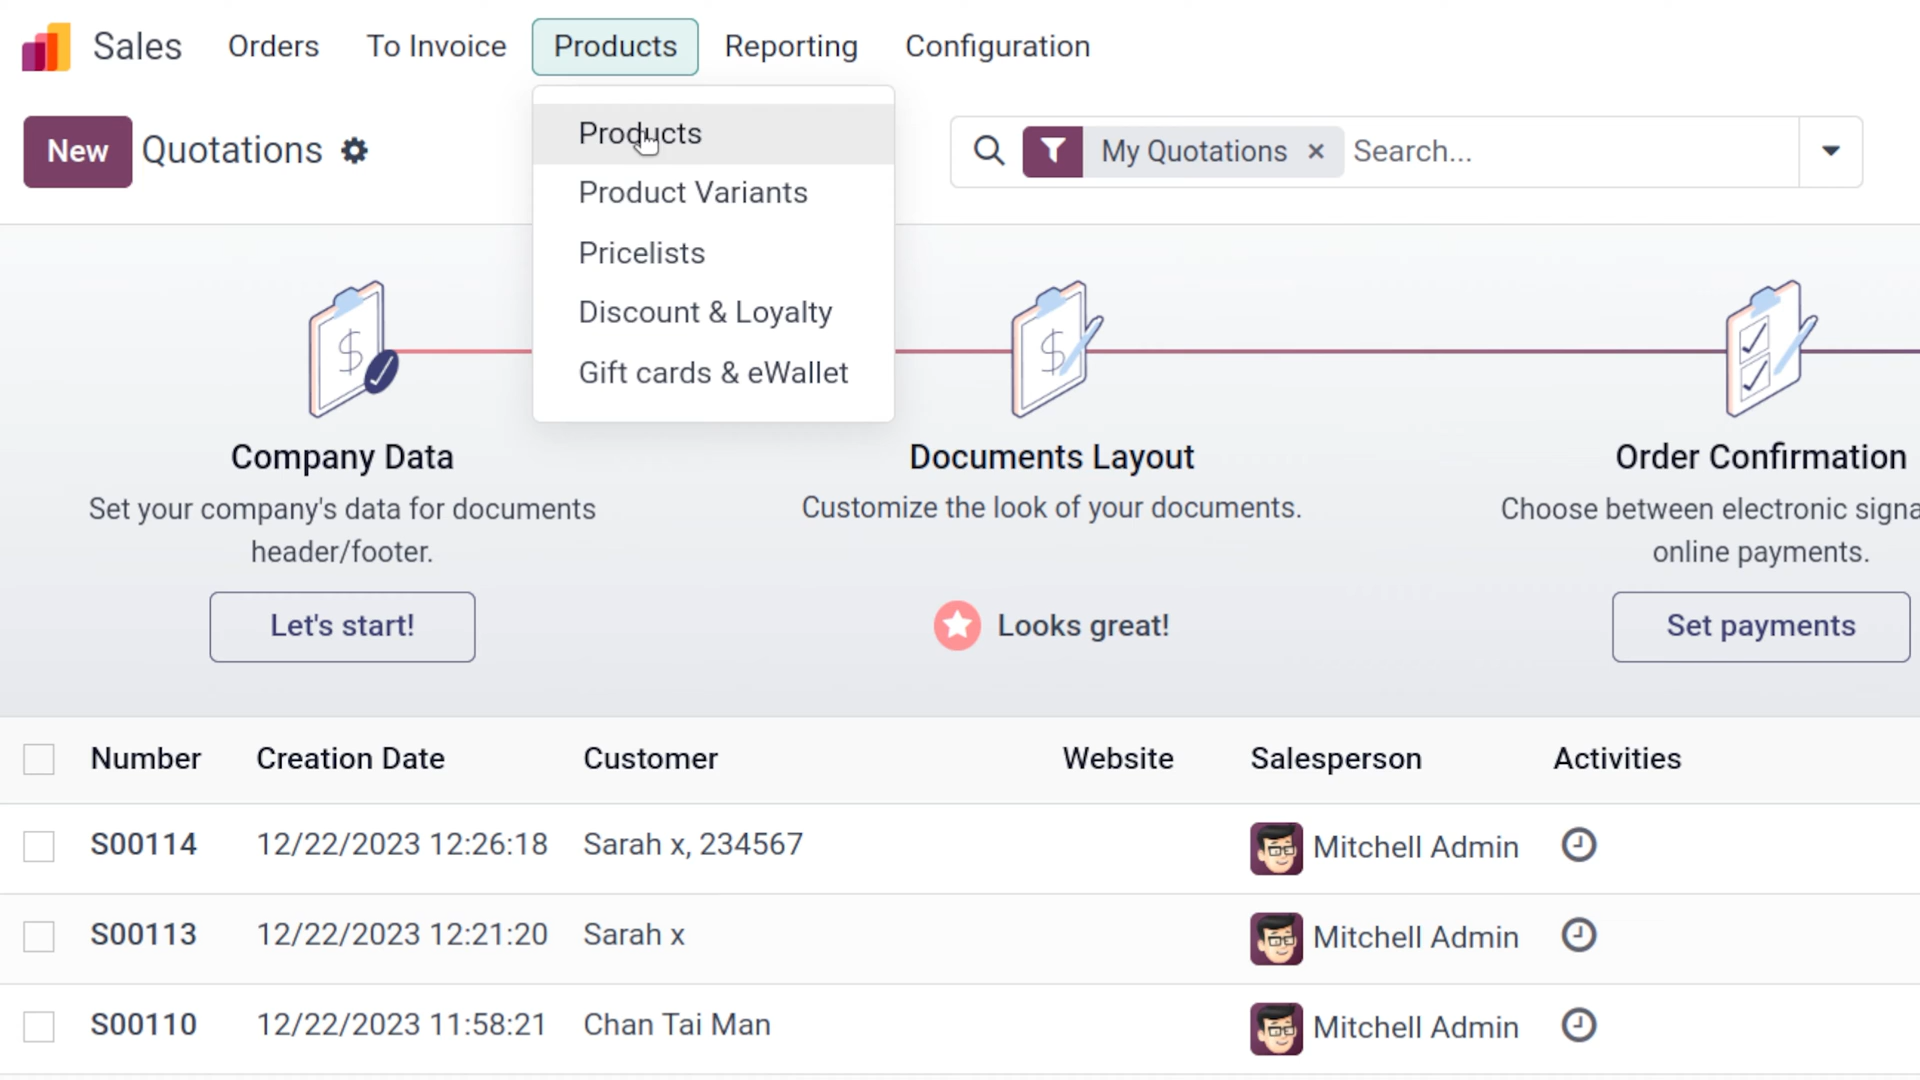 Sales Orders To Invoice Products Reporting Configuration
New Quotations
My Quotations × Search...
Products
Product Variants
Pricelists
Discount & Loyalty
Gift cards & eWallet
Company Data
Set your company's data for documents
header/footer.
Let's start!
Documents Layout
Customize the look of your documents.
Looks great!
Order Confirmation
Choose between electronic signa
online payments.
Set payments
Number Creation Date Customer Website Salesperson Activities
S00114 12/22/2023 12:26:18 Sarah x, 234567 Mitchell Admin
S00113 12/22/2023 12:21:20 Sarah x Mitchell Admin
S00110 12/22/2023 11:58:21 Chan Tai Man Mitchell Admin